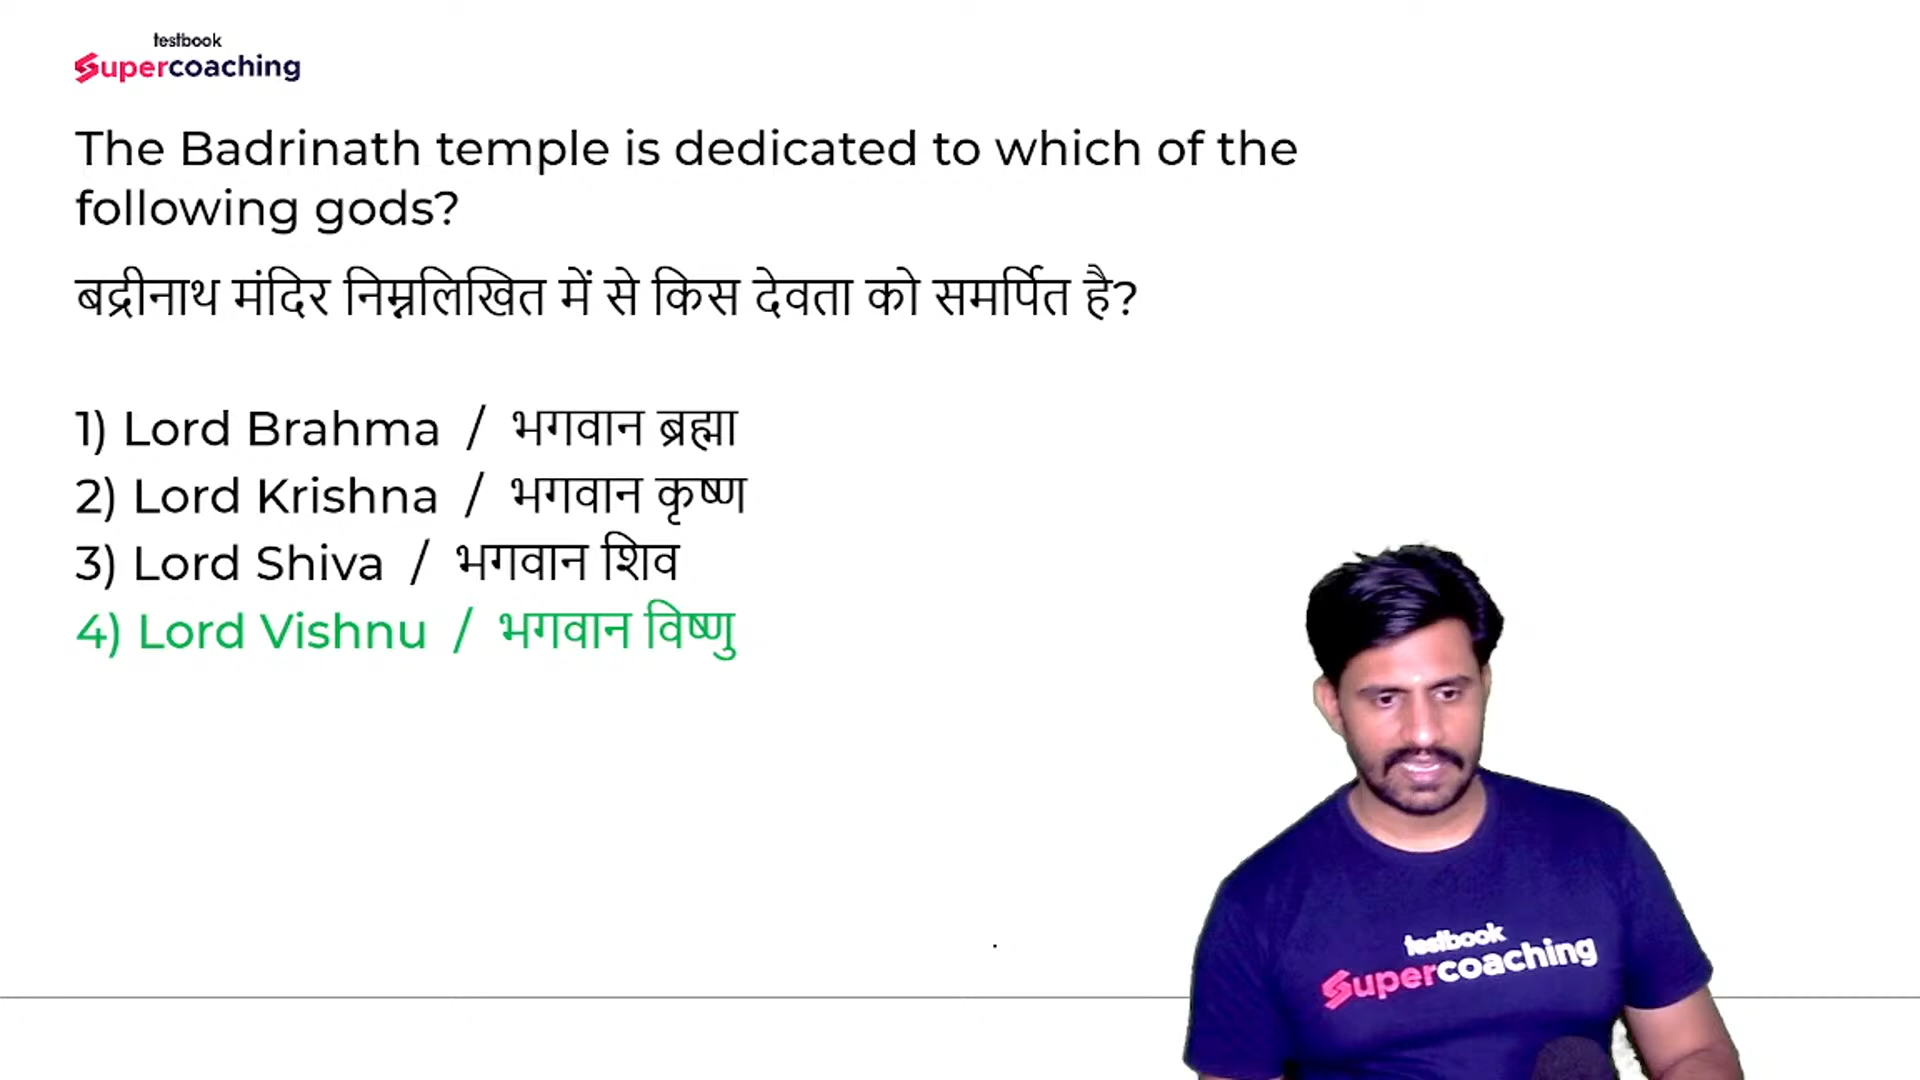 testbook
Supercoaching
The Badrinath temple is dedicated to which of the
following gods?
बद्रीनाथ मंदिर निम्नलिखित में से किस देवता को समर्पित है?
1) Lord Brahma / भगवान ब्रह्मा
2) Lord Krishna / भगवान कृष्ण
3) Lord Shiva / भगवान शिव
4) Lord Vishnu / भगवान विष्णु
testbook
Supercoaching